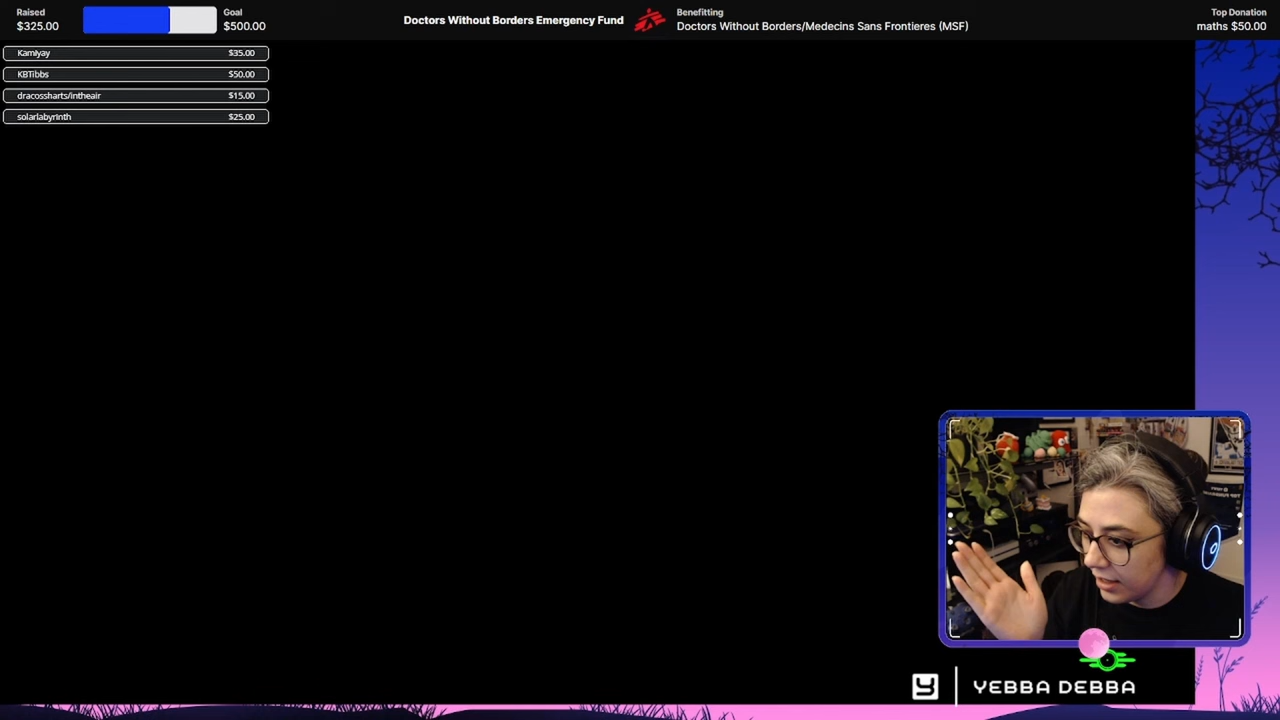 Raised
$325.00
Goal
$500.00
Doctors Without Borders Emergency Fund
Benefitting
Doctors Without Borders/Medecins Sans Frontieres (MSF)
Top Donation
maths $50.00
Kamiyay $35.00
KBTibbs $50.00
dracossharts/intheair $15.00
solarlabyrinth $25.00
YEBBA DEBBA